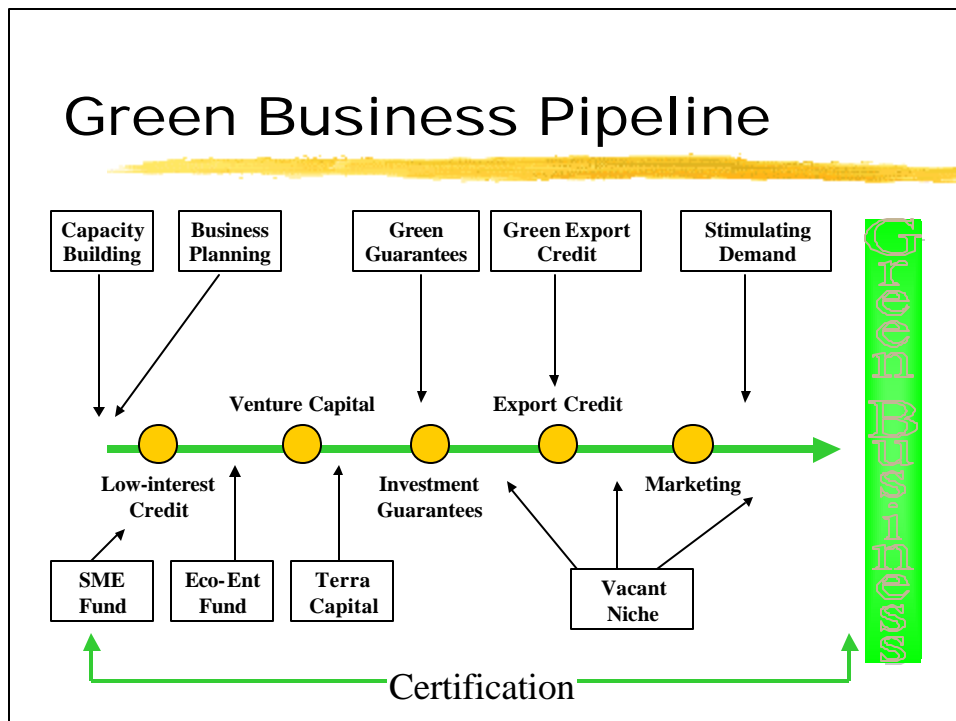 Green Business Pipeline
Capacity
Building
Business
Planning
Green
Guarantees
Green Export
Credit
Stimulating
Demand
Venture Capital
Export Credit
Low-interest
Credit
Investment
Guarantees
Marketing
SME
Fund
Eco-Ent
Fund
Terra
Capital
Vacant
Niche
Certification
Green Business